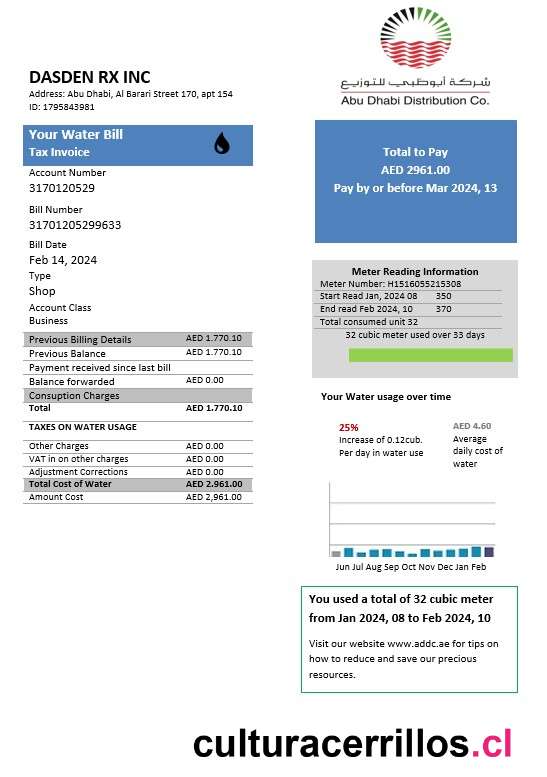 DASDEN RX INC
Address: Abu Dhabi, Al Barari Street 170, apt 154
ID: 1795843981
شركة أبوظبي للتوزيع
Abu Dhabi Distribution Co.
Your Water Bill
Tax Invoice
Account Number
3170120529
Bill Number
31701205299633
Bill Date
Feb 14, 2024
Type
Shop
Account Class
Business
Previous Billing Details AED 1.770.10
Previous Balance AED 1.770.10
Payment received since last bill
Balance forwarded AED 0.00
Consuption Charges
Total AED 1.770.10
TAXES ON WATER USAGE
Other Charges AED 0.00
VAT in on other charges AED 0.00
Adjustment Corrections AED 0.00
Total Cost of Water AED 2.961.00
Amount Cost AED 2,961.00
Total to Pay
AED 2961.00
Pay by or before Mar 2024, 13
Meter Reading Information
Meter Number: H1516055215308
Start Read Jan, 2024 08 350
End read Feb 2024, 10 370
Total consumed unit 32
32 cubic meter used over 33 days
Your Water usage over time
25%
Increase of 0.12cub.
Per day in water use
AED 4.60
Average
daily cost of
water
Jun Jul Aug Sep Oct Nov Dec Jan Feb
You used a total of 32 cubic meter
from Jan 2024, 08 to Feb 2024, 10
Visit our website www.addc.ae for tips on
how to reduce and save our precious
resources.
culturacerrillos.cl